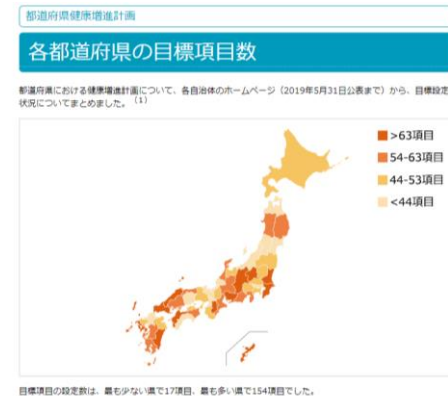 都道府県健康増進計画
各都道府県の目標項目数
都道府県における健康増進計画について、各自治体のホームページ（2019年5月31日公表まで）から、目標設定
状況についてまとめました。（1）
>63項目
54-63項目
44-53項目
<44項目
目標項目の設定数は、最も少ない県で17項目、最も多い県で154項目でした。